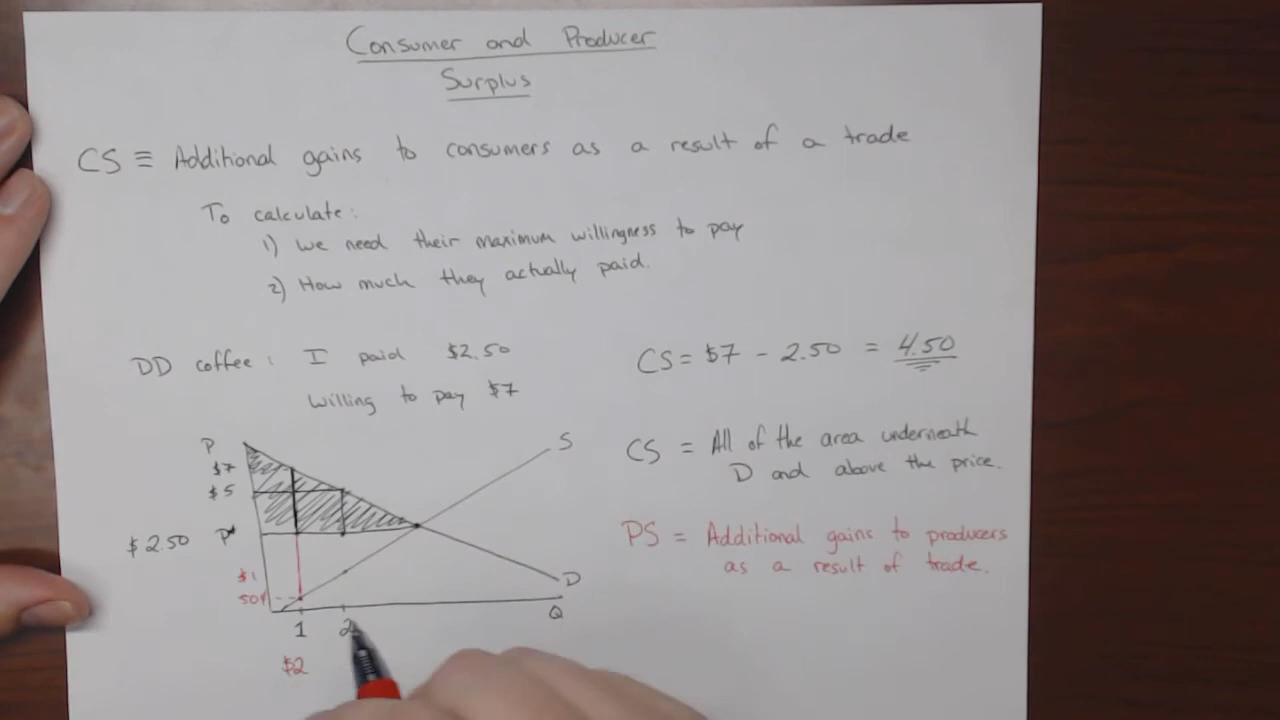 Consumer and Producer
Surplus
CS ≡ Additional gains to consumers as a result of a trade
To calculate:
1) we need their maximum willingness to pay
2) How much they actually paid.
DD coffee: I paid $2.50
Willing to pay $7
CS = $7 - 2.50 = 4.50
P
$7
$5
$2.50 P*
$1
50¢
S
D
Q
1 2
$2
CS = All of the area underneath
D and above the price.
PS = Additional gains to producers
as a result of trade.